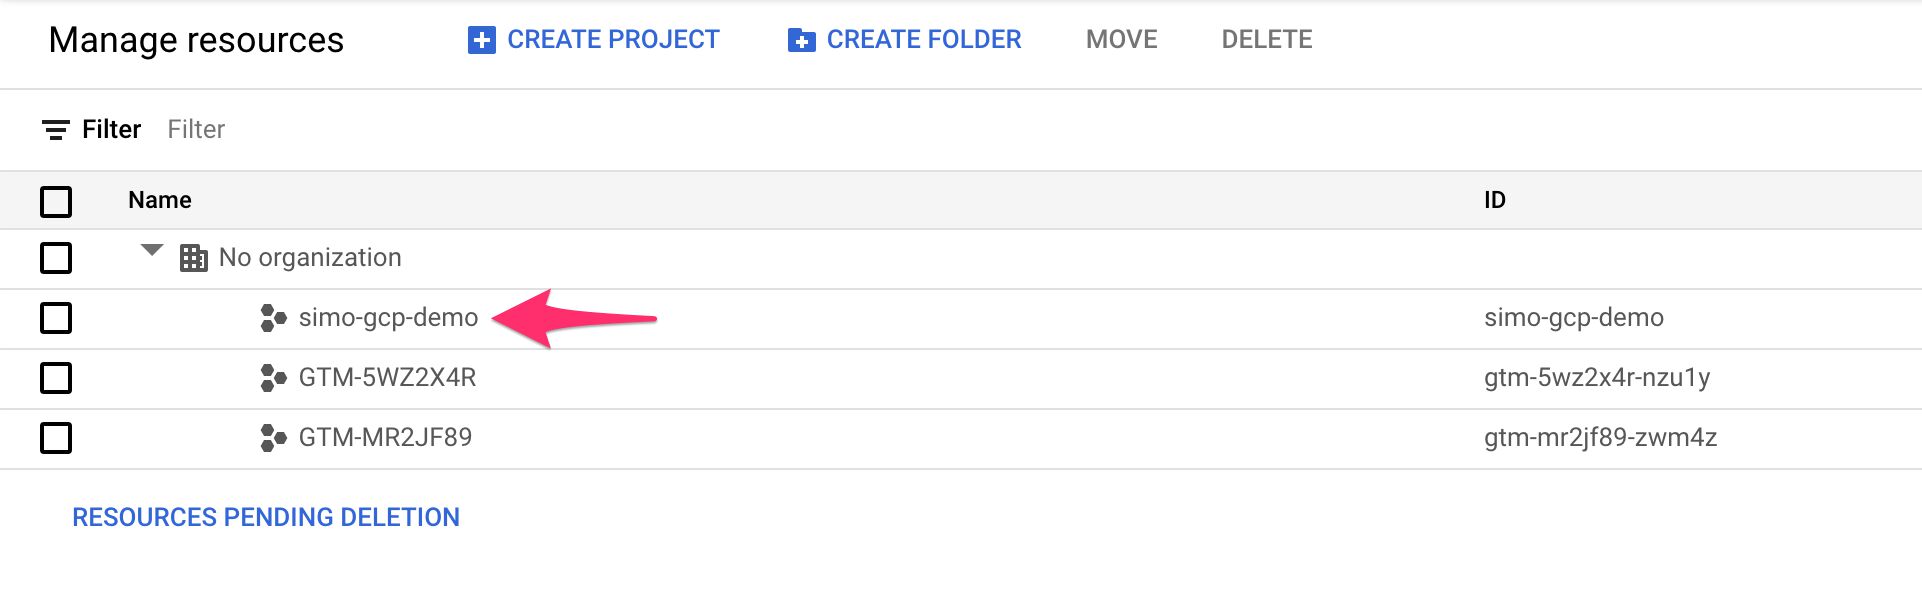 Manage resources CREATE PROJECT CREATE FOLDER MOVE DELETE
Filter Filter
Name ID
No organization
simo-gcp-demo simo-gcp-demo
GTM-5WZ2X4R gtm-5wz2x4r-nzu1y
GTM-MR2JF89 gtm-mr2jf89-zwm4z
RESOURCES PENDING DELETION